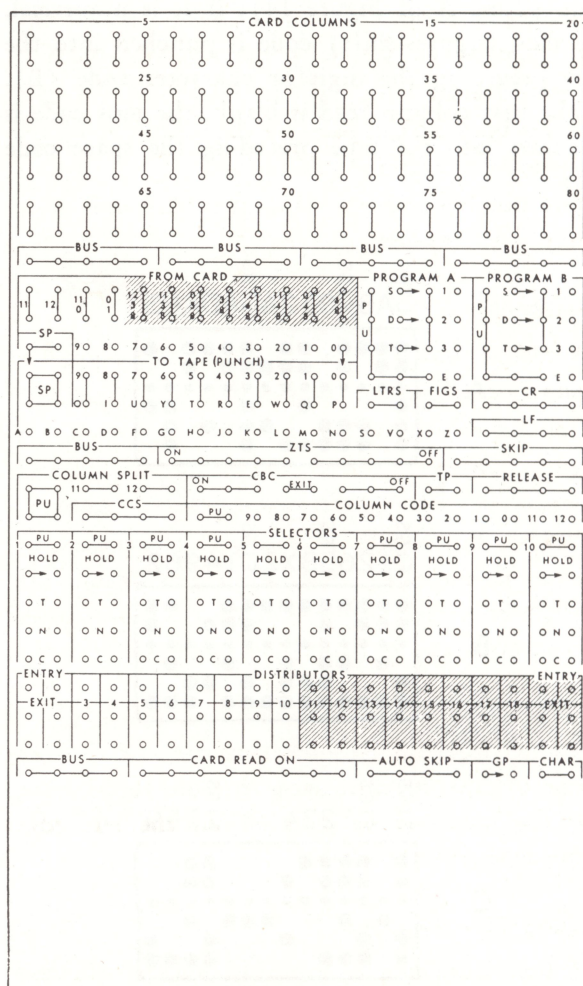 5 CARD COLUMNS 15 20
25 30 35 40
45 50 55 60
65 70 75 80
BUS BUS BUS BUS
FROM CARD PROGRAM A PROGRAM B
11 12 11 0 0 1 12 3 8 11 3 8 0 3 8 3 8 12 4 8 11 4 8 0 4 8 4 8
S 1 S 1
P U D 2 P U D 2
T 3 T 3
E E
SP 9 8 7 6 5 4 3 2 1 0
TO TAPE (PUNCH)
SP 9 8 7 6 5 4 3 2 1 0 LTRS FIGS CR
O I U Y T R E W Q P
LF
A B C D F G H J K L M N S V X Z
BUS ON ZTS OFF SKIP
COLUMN SPLIT ON CBC EXIT OFF TP RELEASE
11 12
PU CCS COLUMN CODE
PU 9 8 7 6 5 4 3 2 1 0 11 12
SELECTORS
1 PU 2 PU 3 PU 4 PU 5 PU 6 PU 7 PU 8 PU 9 PU 10 PU
HOLD HOLD HOLD HOLD HOLD HOLD HOLD HOLD HOLD HOLD
T T T T T T T T T T
N N N N N N N N N N
C C C C C C C C C C
ENTRY DISTRIBUTORS ENTRY
EXIT 3 4 5 6 7 8 9 10 11 12 13 14 15 16 17 18 EXIT
BUS CARD READ ON AUTO SKIP GP CHAR